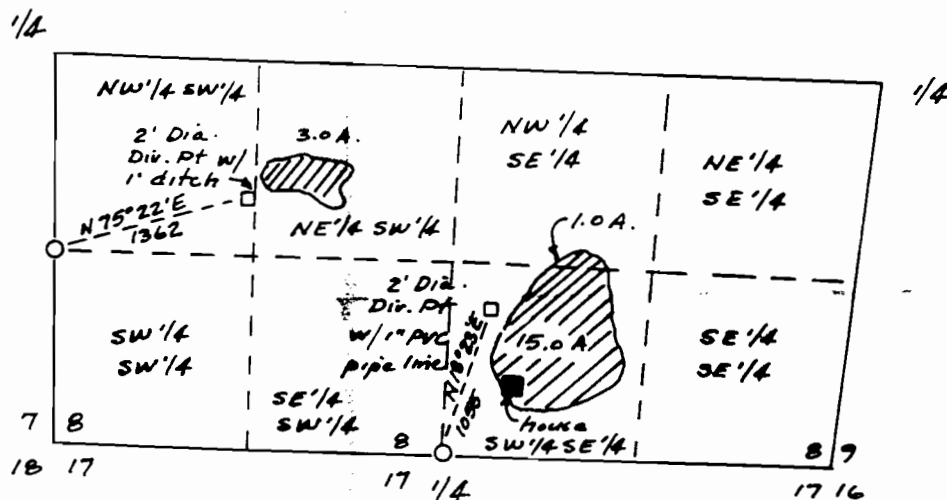 1/4
1/4
NW 1/4 SW 1/4
2' Dia.
Div. Pt w/
1' ditch
3.0 A.
NW 1/4
SE 1/4
NE 1/4
SE 1/4
N 75° 22' E
1362
NE 1/4 SW 1/4
1.0 A.
2' Dia.
Div. Pt
w/ 1" PVC
pipe line
N 18° 23' E
1058
15.0 A.
SW 1/4
SW 1/4
SE 1/4
SE 1/4
SE 1/4
SW 1/4
house
SW 1/4 SE 1/4
7 8
18 17
8
17 1/4
8 9
17 16